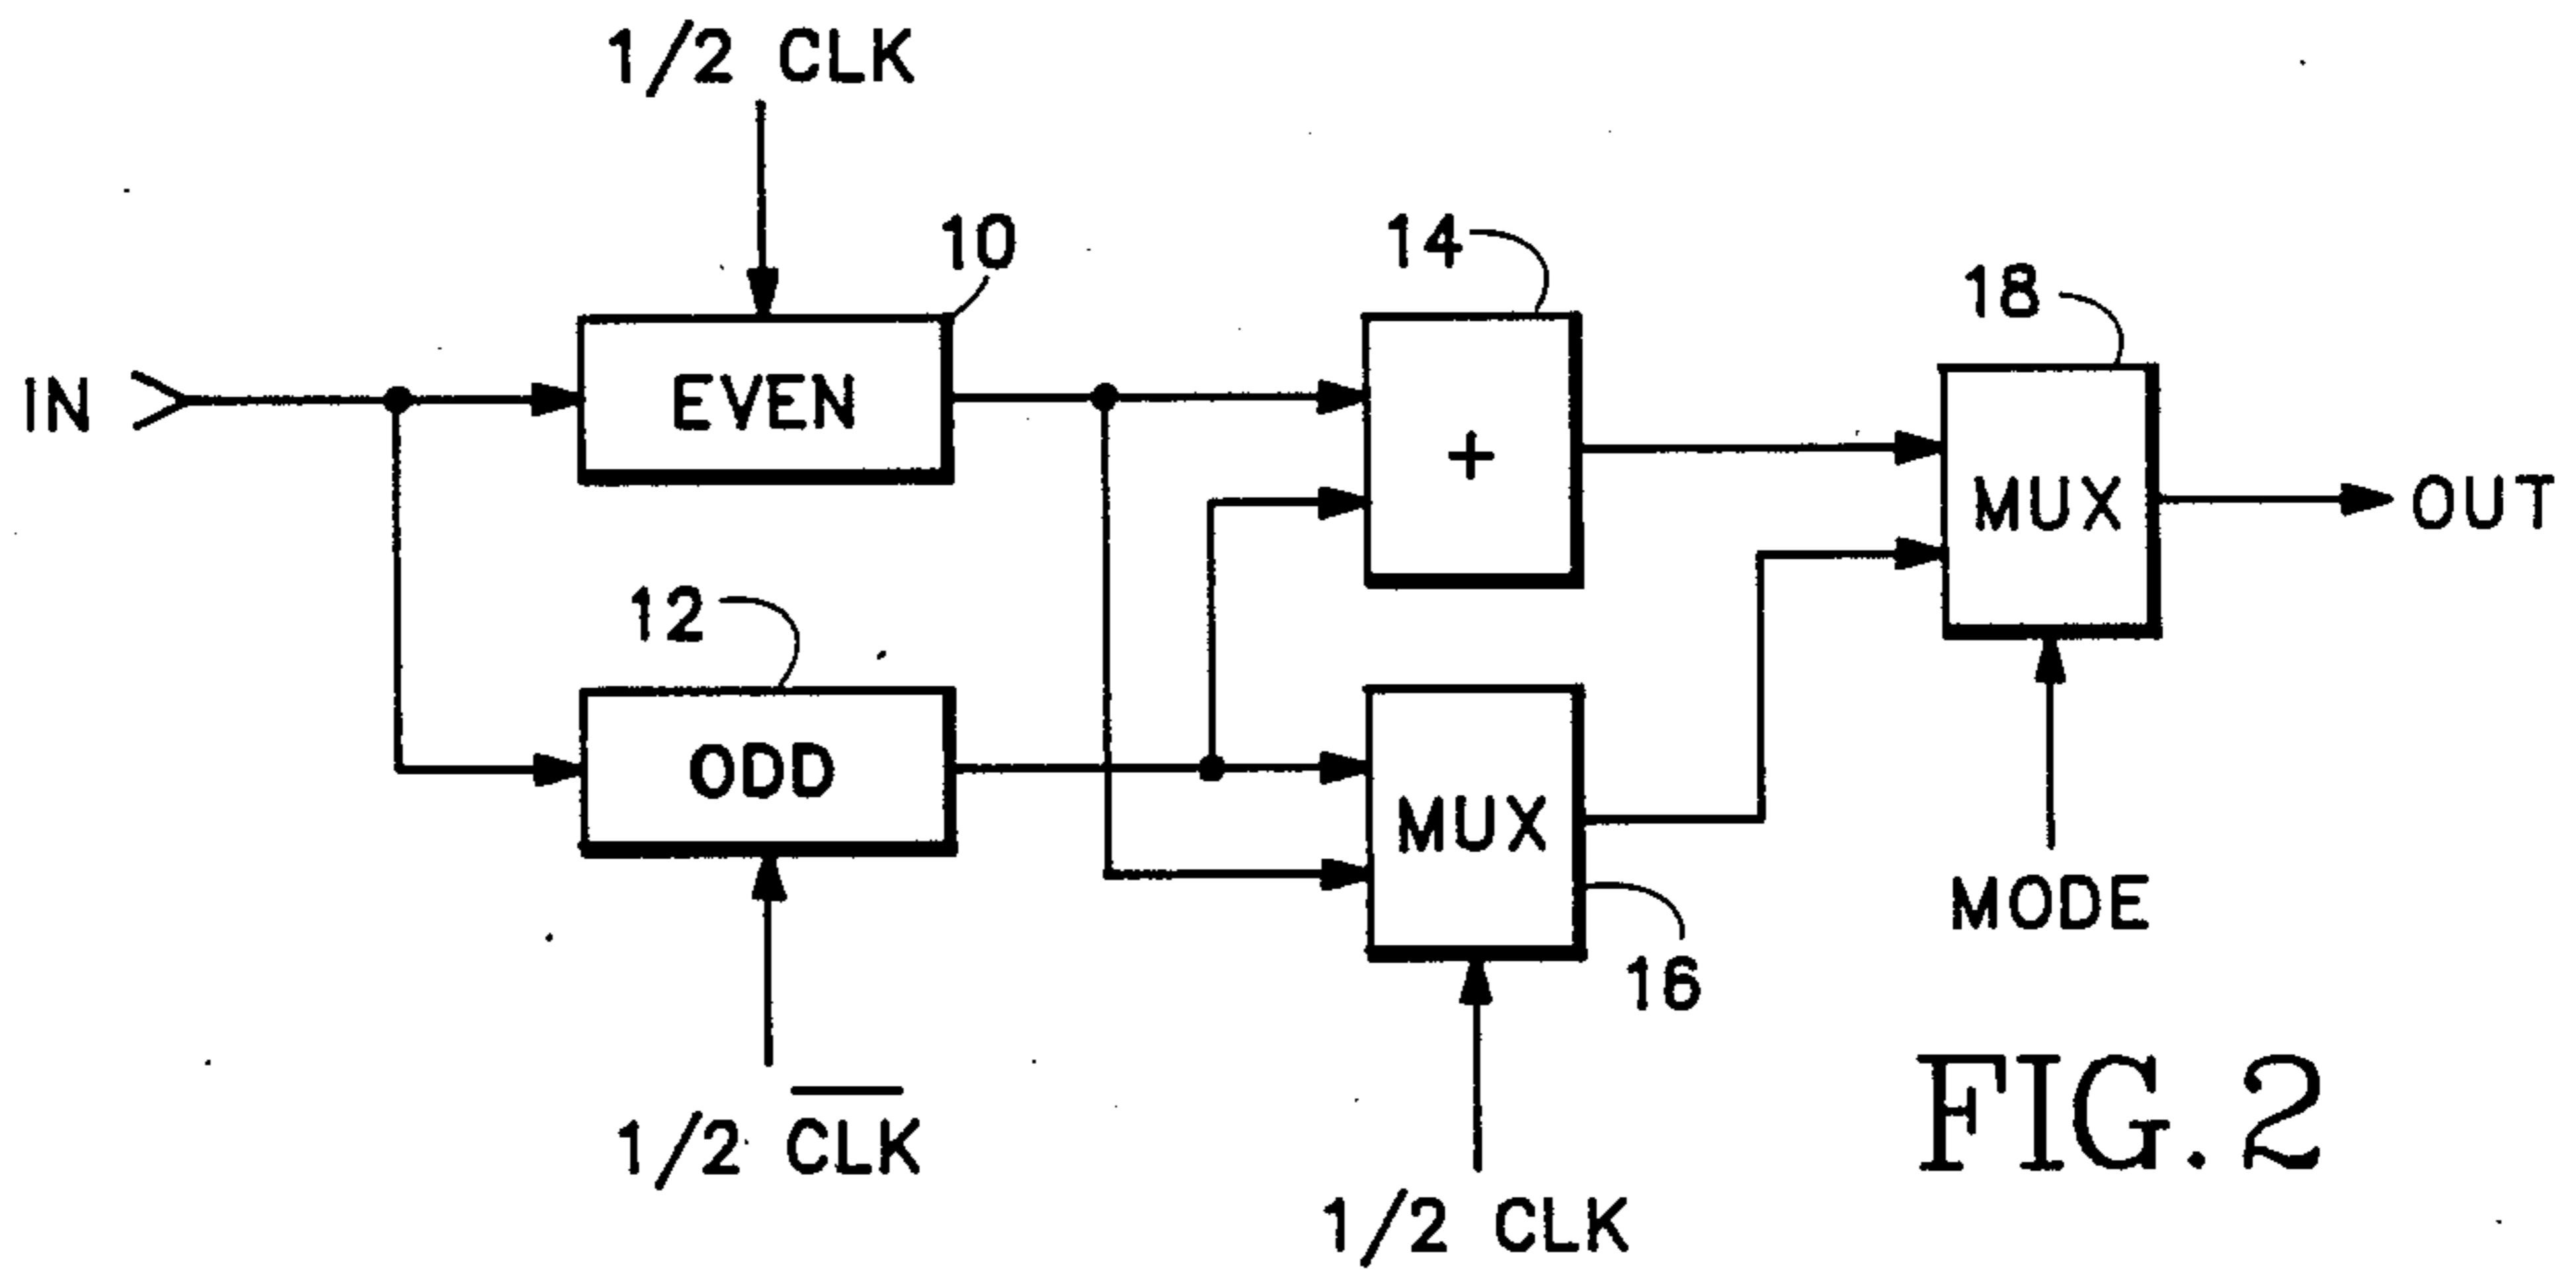 1/2 CLK
10
14
18
IN
EVEN
+
MUX
OUT
12
ODD
MUX
MODE
16
1/2 C̅L̅K̅
1/2 CLK
FIG. 2